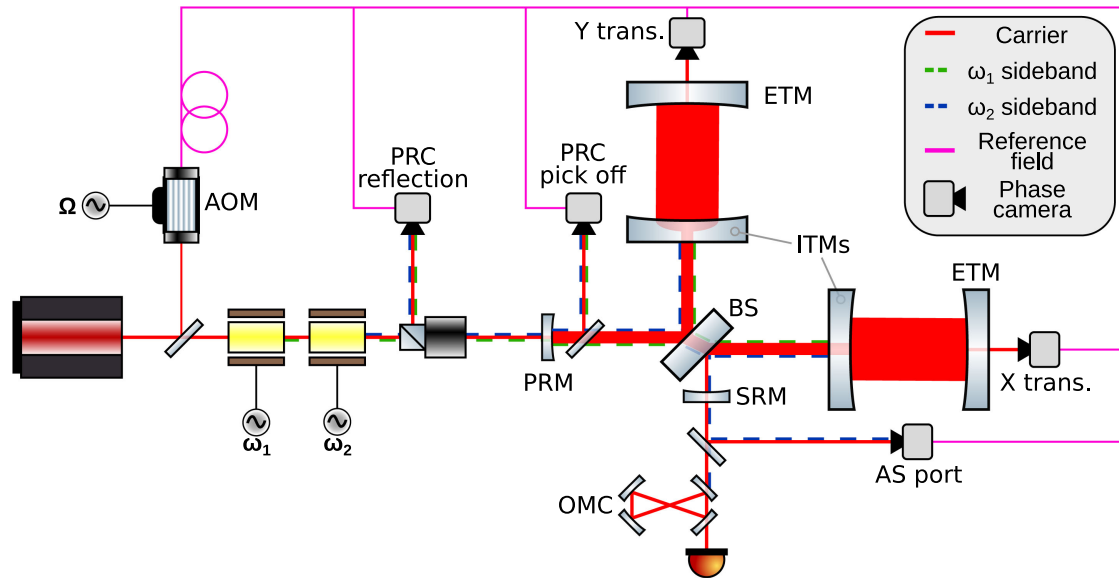 Y trans.
Carrier
ω₁ sideband
ω₂ sideband
Reference
field
Phase
camera
ETM
PRC
reflection
PRC
pick off
AOM
Ω
ITMs
ETM
BS
PRM
SRM
X trans.
ω₁
ω₂
AS port
OMC